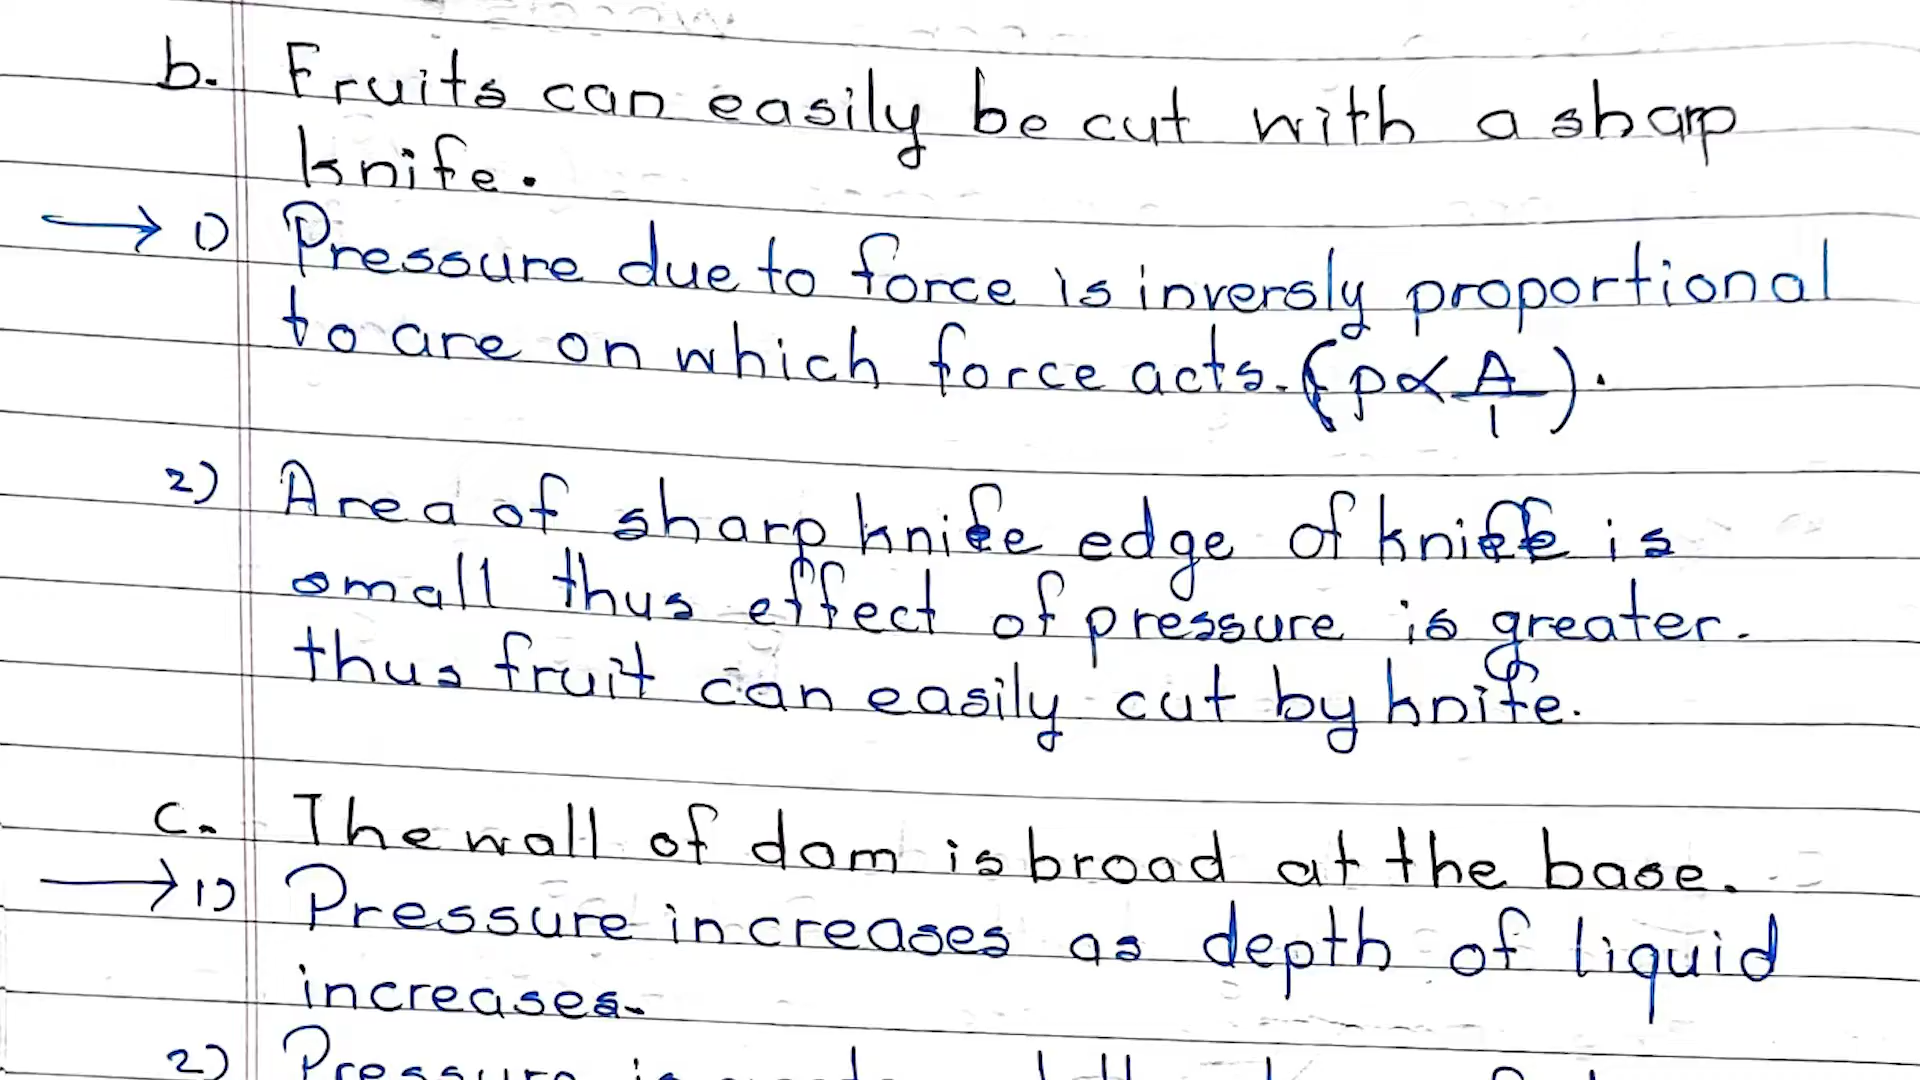 b. Fruits can easily be cut with a sharp
knife.
→ 1) Pressure due to force is inversly proportional
to are on which force acts. (p∝ A/1).
2) Area of sharp knife edge of knife is
small thus effect of pressure is greater.
thus fruit can easily cut by knife.
c. The wall of dam is broad at the base.
→ 1) Pressure increases as depth of liquid
increases.
2) Pressure is